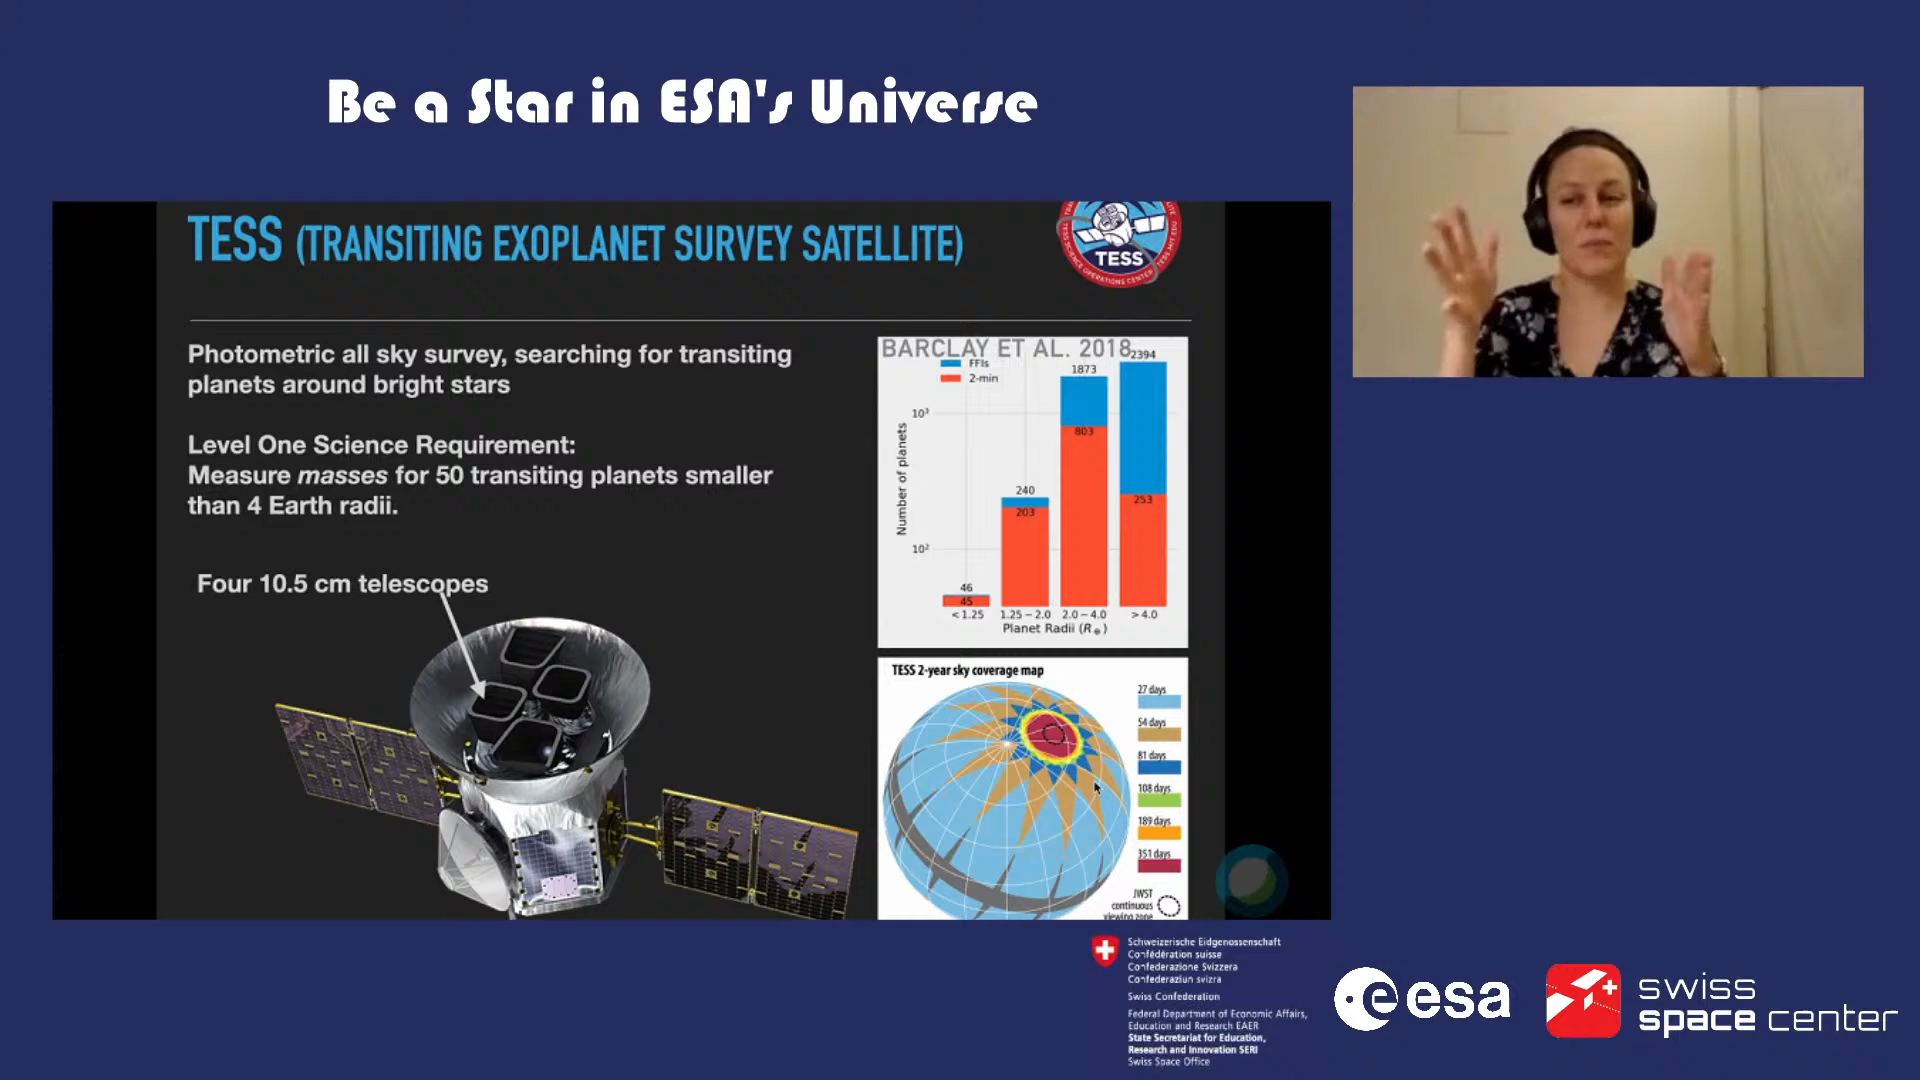 Be a Star in ESA's Universe
TESS (TRANSITING EXOPLANET SURVEY SATELLITE)
TESS
Photometric all sky survey, searching for transiting
planets around bright stars
Level One Science Requirement:
Measure masses for 50 transiting planets smaller
than 4 Earth radii.
Four 10.5 cm telescopes
BARCLAY ET AL. 2018
FFIs
2-min
2394
1873
803
253
240
203
46
45
10³
10²
Number of planets
<1.25 1.25−2.0 2.0−4.0 >4.0
Planet Radii (R⊕)
TESS 2-year sky coverage map
27 days
54 days
81 days
108 days
189 days
351 days
JWST
continuous
viewing zone
Schweizerische Eidgenossenschaft
Confédération suisse
Confederazione Svizzera
Confederaziun svizra
Swiss Confederation
Federal Department of Economic Affairs,
Education and Research EAER
State Secretariat for Education,
Research and Innovation SERI
Swiss Space Office
esa
swiss
space center